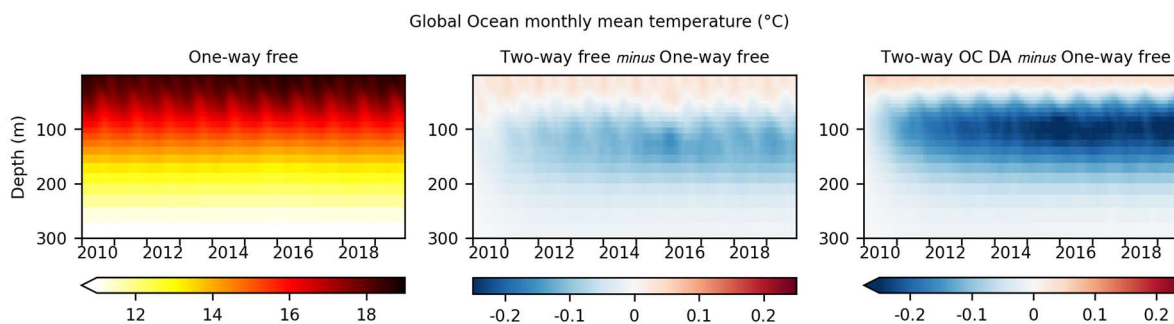 Global Ocean monthly mean temperature (°C)
One-way free
Two-way free minus One-way free
Two-way OC DA minus One-way free
Depth (m)
100
200
300
2010 2012 2014 2016 2018
12 14 16 18
100
200
300
2010 2012 2014 2016 2018
-0.2 -0.1 0 0.1 0.2
100
200
300
2010 2012 2014 2016 2018
-0.2 -0.1 0 0.1 0.2